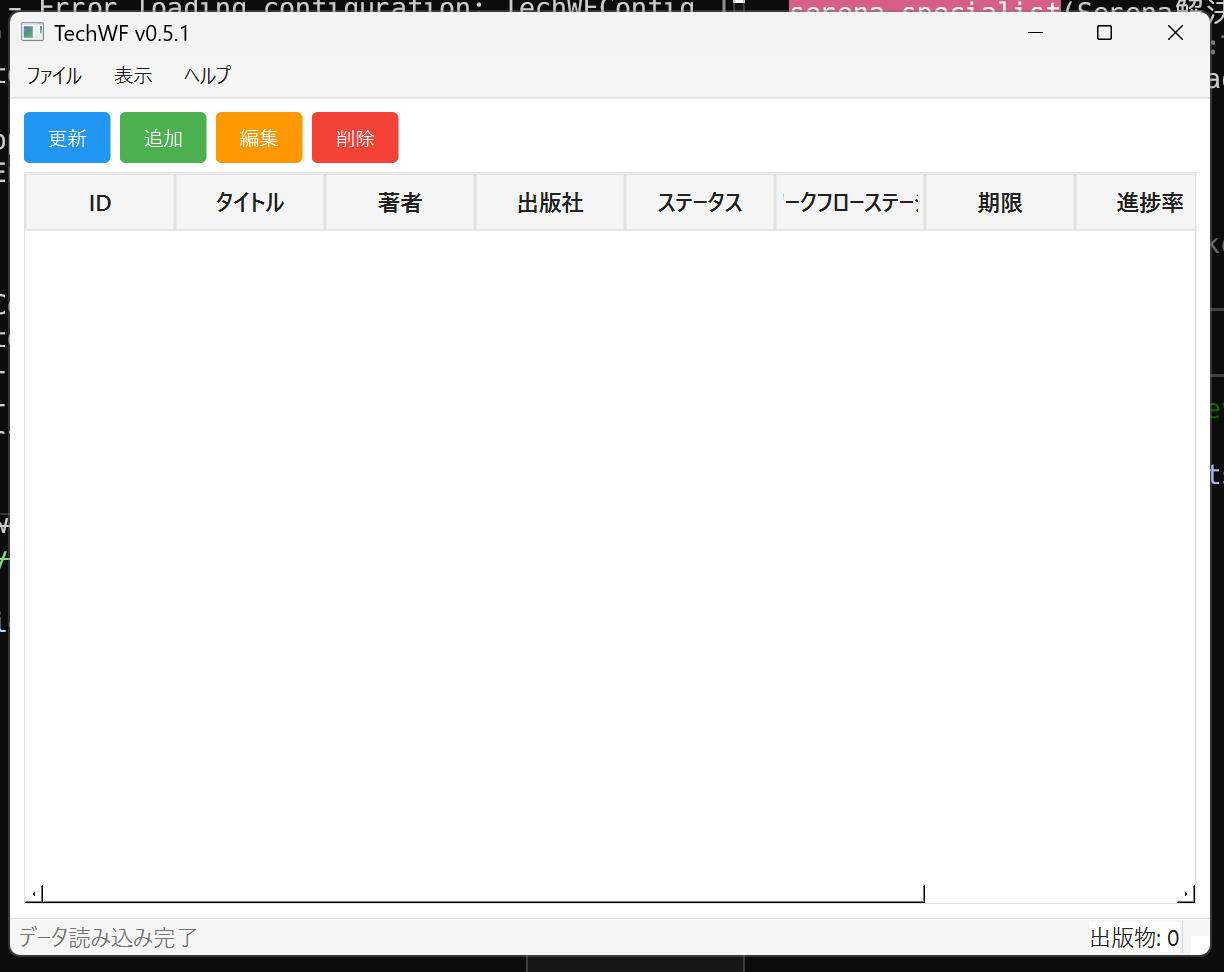 = Error loading configuration: TechWFConfig
serena specialist(Serena解決
TechWF v0.5.1
ファイル 表示 ヘルプ
更新 追加 編集 削除
ID タイトル 著者 出版社 ステータス ークフローステー 期限 進捗率
データ読み込み完了 出版物: 0